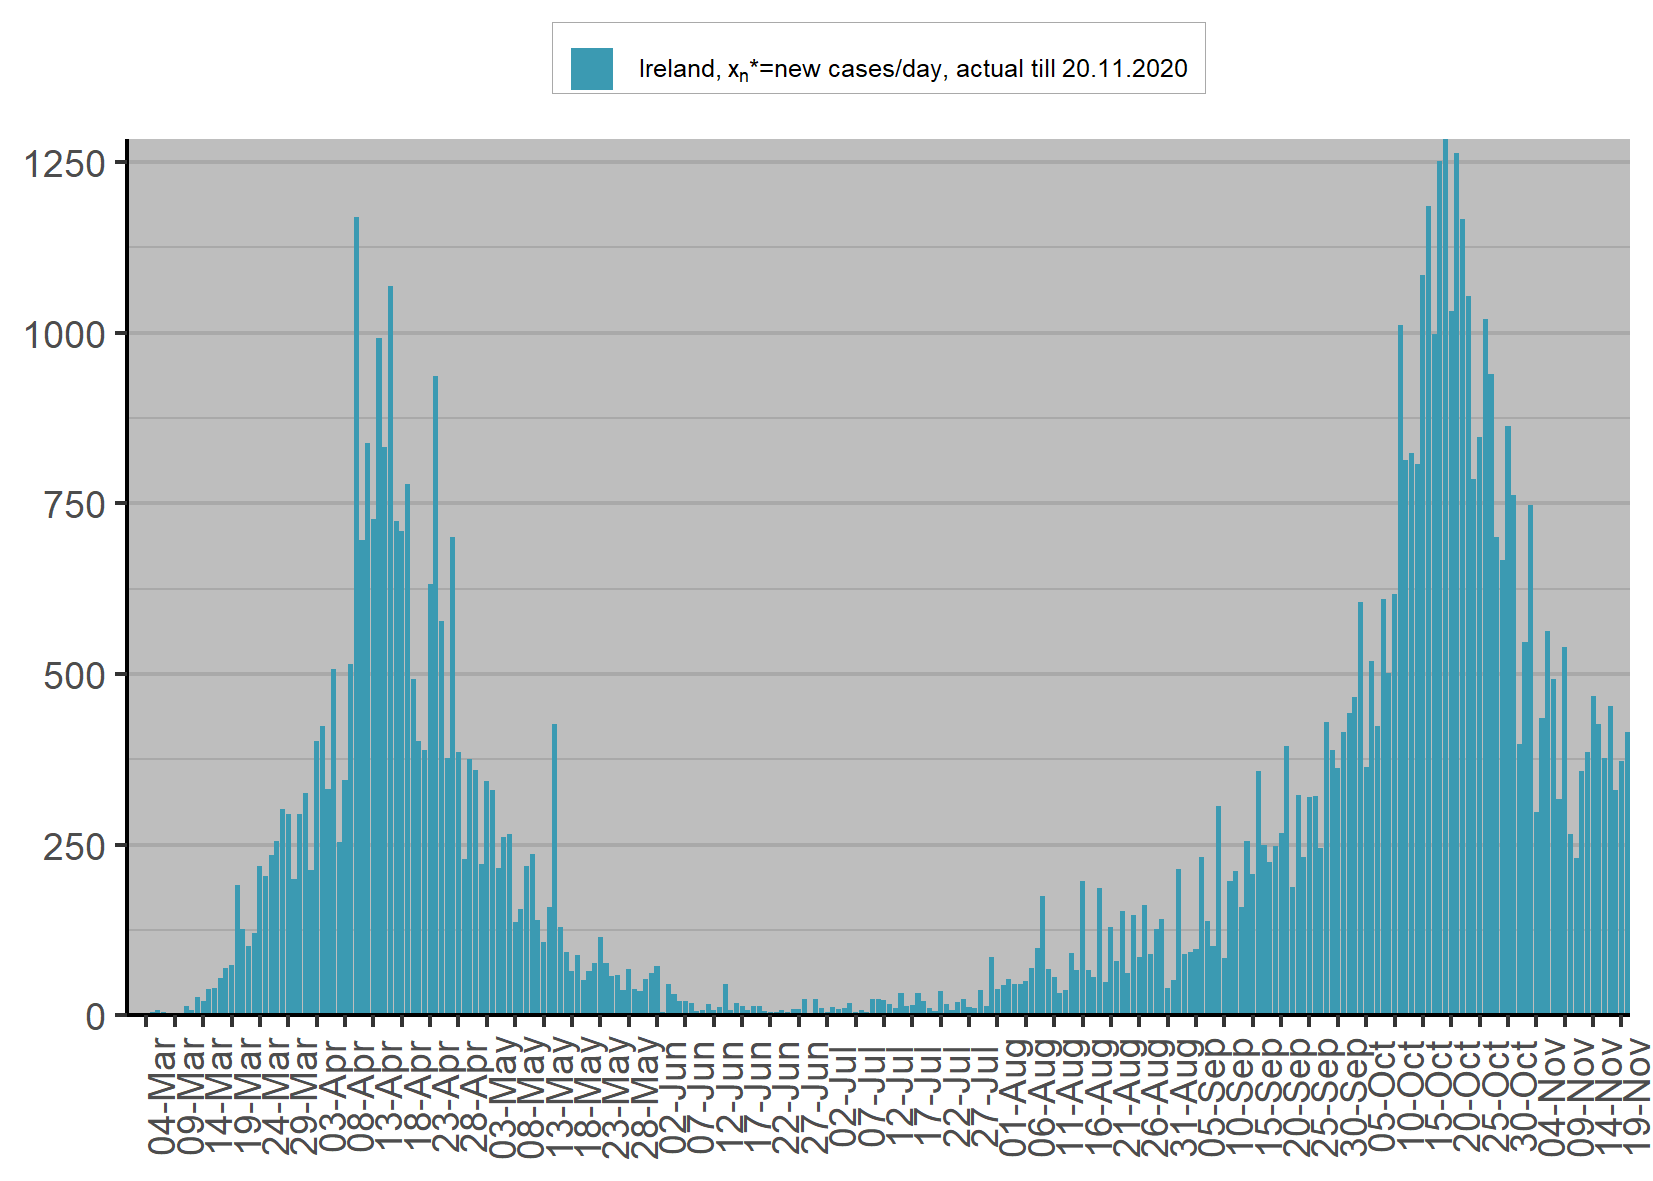 Ireland, xn*=new cases/day, actual till 20.11.2020
1250
1000
750
500
250
0
04-Mar
09-Mar
14-Mar
19-Mar
24-Mar
29-Mar
03-Apr
08-Apr
13-Apr
18-Apr
23-Apr
28-Apr
03-May
08-May
13-May
18-May
23-May
28-May
02-Jun
07-Jun
12-Jun
17-Jun
22-Jun
27-Jun
02-Jul
07-Jul
12-Jul
17-Jul
22-Jul
27-Jul
01-Aug
06-Aug
11-Aug
16-Aug
21-Aug
26-Aug
31-Aug
05-Sep
10-Sep
15-Sep
20-Sep
25-Sep
30-Sep
05-Oct
10-Oct
15-Oct
20-Oct
25-Oct
30-Oct
04-Nov
09-Nov
14-Nov
19-Nov